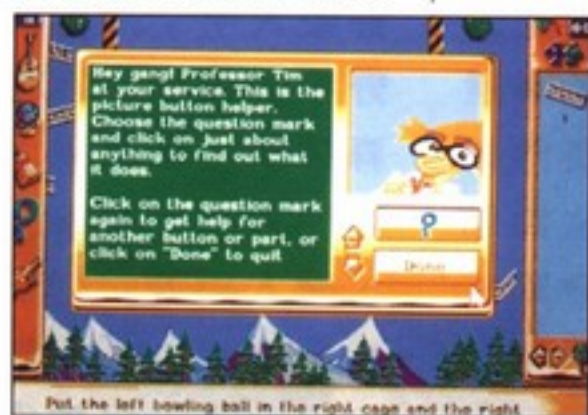 Hey gang! Professor Tim
at your service. This is the
picture button helper.
Choose the question mark
and click on just about
anything to find out what
it does.
Click on the question mark
again to get help for
another button or part, or
click on "Done" to quit
?
Done
Put the left bowling ball in the right cage and the right